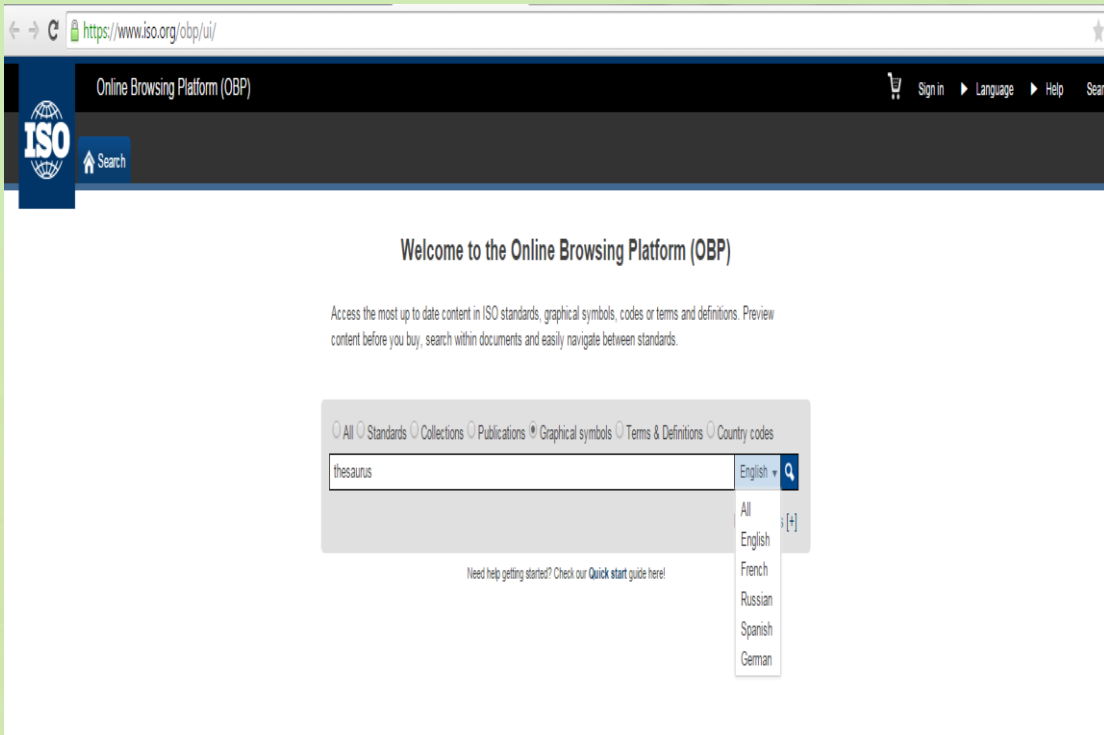 https://www.iso.org/obp/ui/
Online Browsing Platform (OBP)
Sign in Language Help Sear
ISO
Search
Welcome to the Online Browsing Platform (OBP)
Access the most up to date content in ISO standards, graphical symbols, codes or terms and definitions. Preview
content before you buy, search within documents and easily navigate between standards.
All Standards Collections Publications Graphical symbols Terms & Definitions Country codes
thesaurus English
All
s [+]
English
French
Need help getting started? Check our Quick start guide here!
Russian
Spanish
German